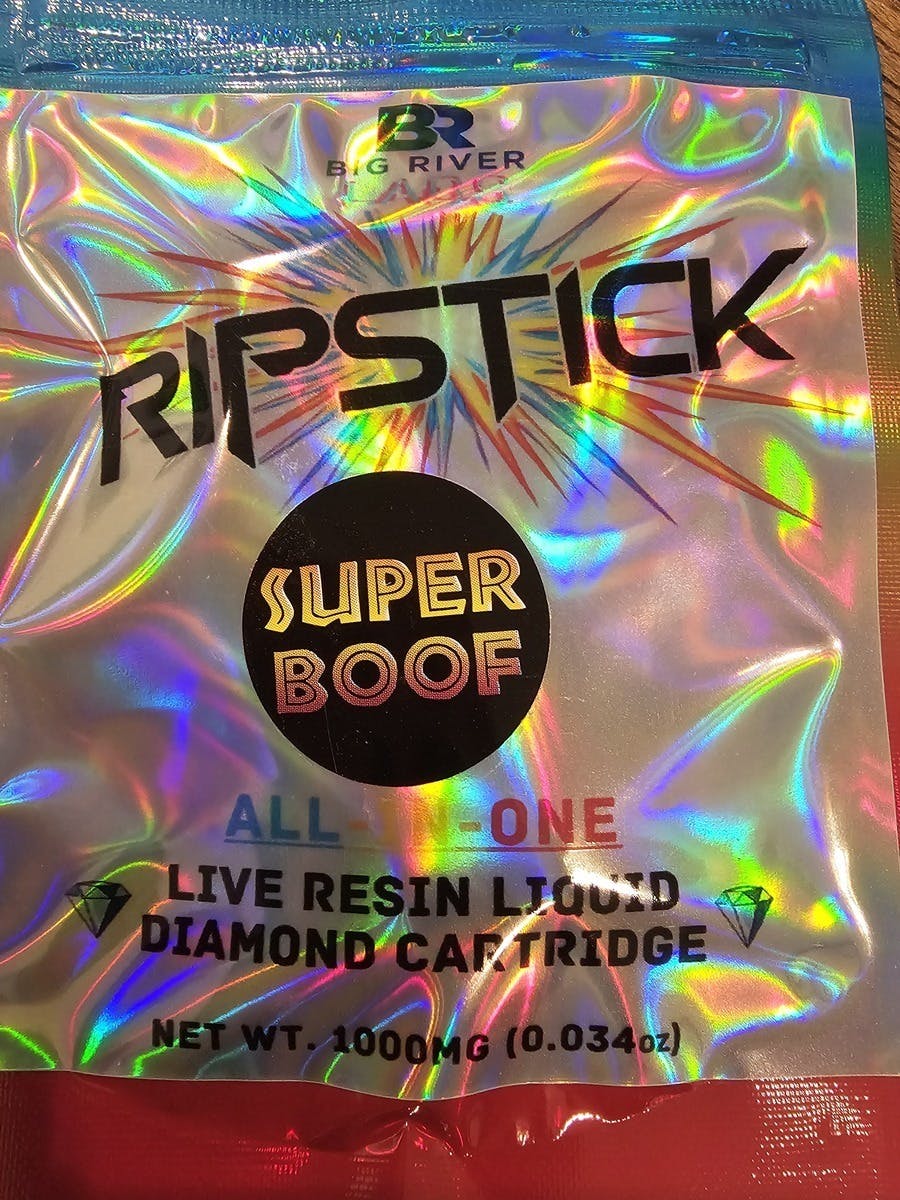 BR
BIG RIVER
LABS
RIPSTICK
SUPER
BOOF
ALL-IN-ONE
LIVE RESIN LIQUID
DIAMOND CARTRIDGE
NET WT. 1000MG (0.034oz)